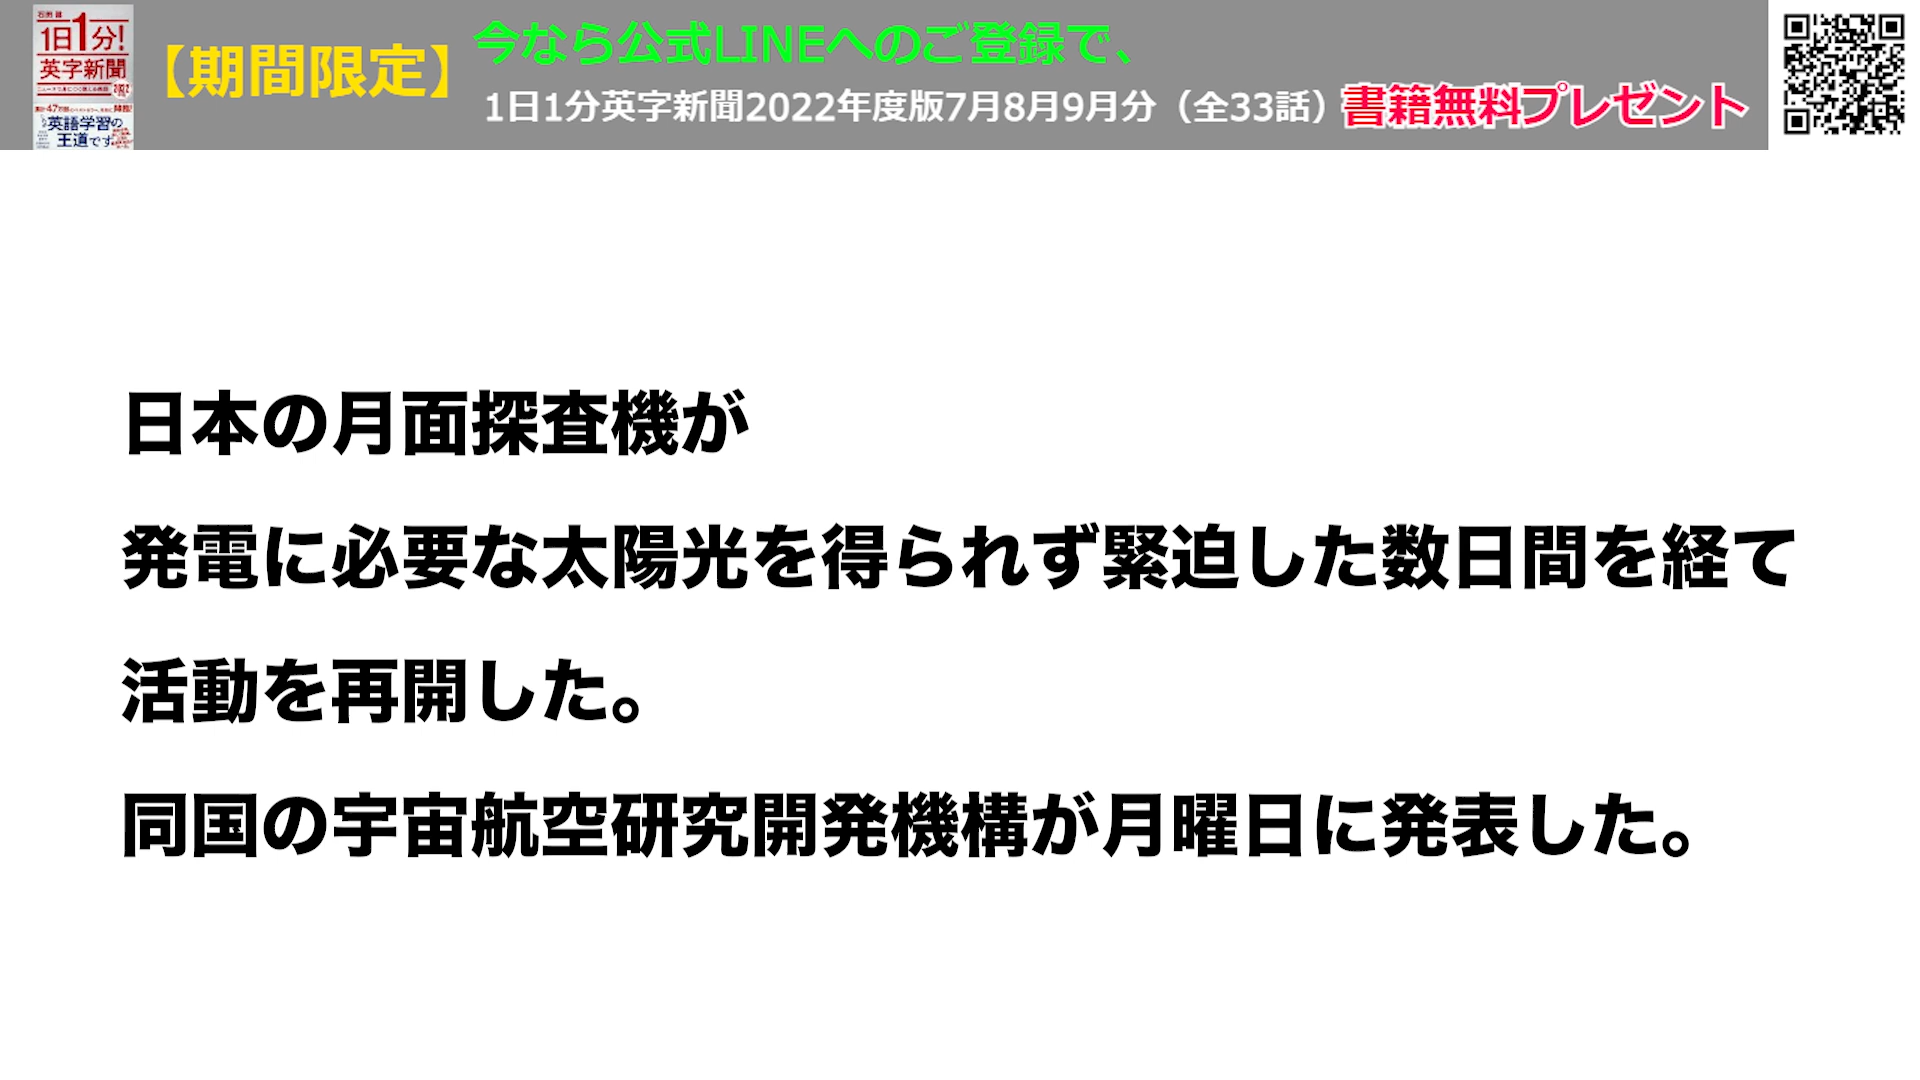 石田 健
1日1分!
英字新聞
2022
英語学習の
王道です
【期間限定】
今なら公式LINEへのご登録で、
1日1分英字新聞2022年度版7月8月9月分（全33話）書籍無料プレゼント
日本の月面探査機が
発電に必要な太陽光を得られず緊迫した数日間を経て
活動を再開した。
同国の宇宙航空研究開発機構が月曜日に発表した。